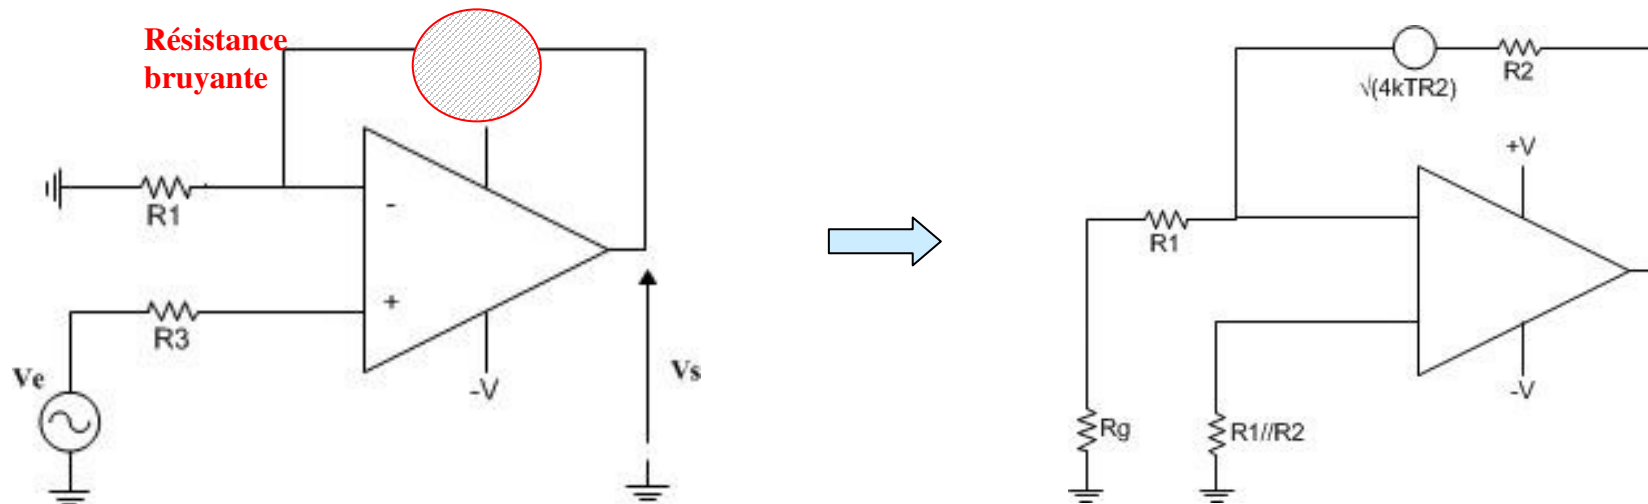 Résistance
bruyante
R1
-
+
R3
Ve
-V
Vs
R2
√(4kTR2)
+V
R1
-V
Rg
R1//R2